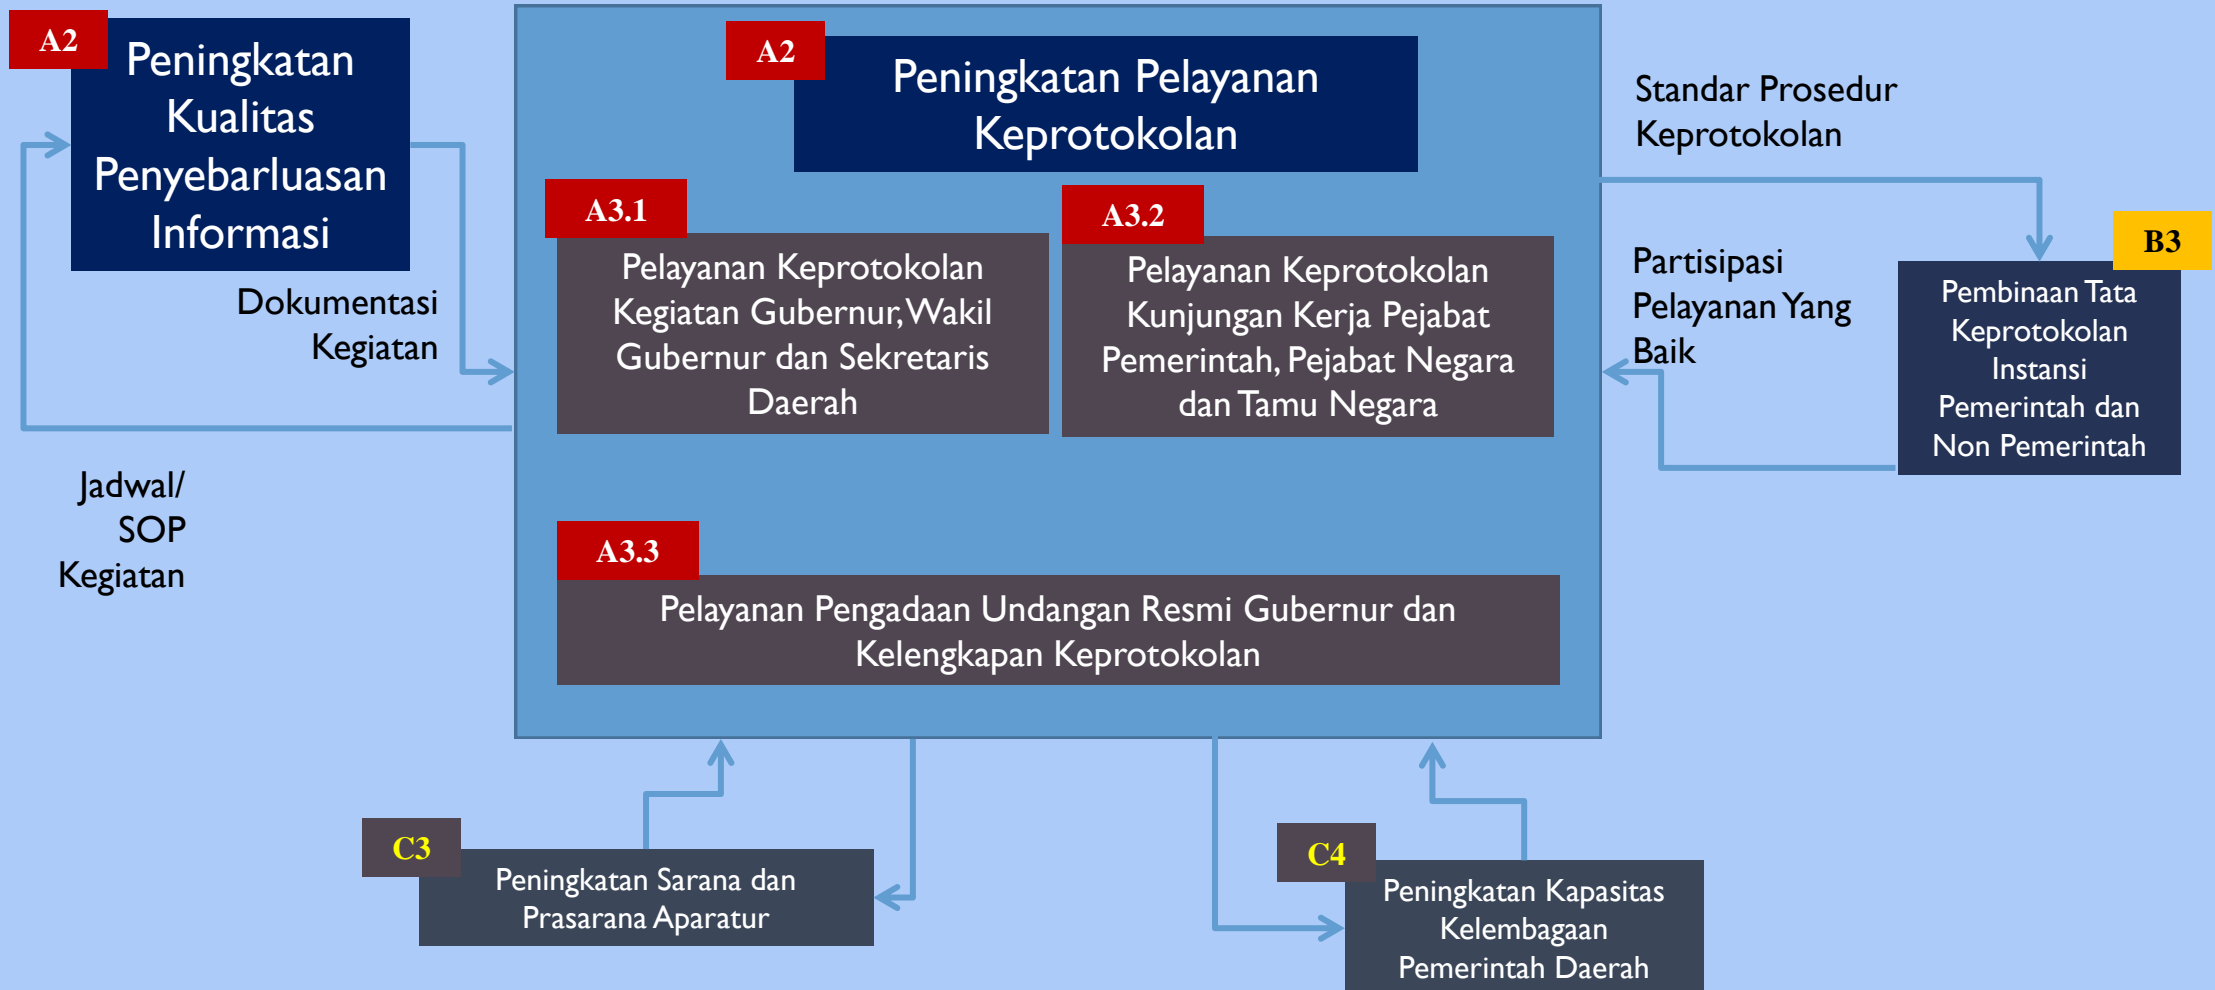 A2
Peningkatan
Kualitas
Penyebarluasan
Informasi
A2
Peningkatan Pelayanan
Keprotokolan
Standar Prosedur
Keprotokolan
A3.1
Pelayanan Keprotokolan
Kegiatan Gubernur, Wakil
Gubernur dan Sekretaris
Daerah
A3.2
Pelayanan Keprotokolan
Kunjungan Kerja Pejabat
Pemerintah, Pejabat Negara
dan Tamu Negara
Partisipasi
Pelayanan Yang
Baik
B3
Pembinaan Tata
Keprotokolan
Instansi
Pemerintah dan
Non Pemerintah
Dokumentasi
Kegiatan
Jadwal/
SOP
Kegiatan
A3.3
Pelayanan Pengadaan Undangan Resmi Gubernur dan
Kelengkapan Keprotokolan
C3
Peningkatan Sarana dan
Prasarana Aparatur
C4
Peningkatan Kapasitas
Kelembagaan
Pemerintah Daerah